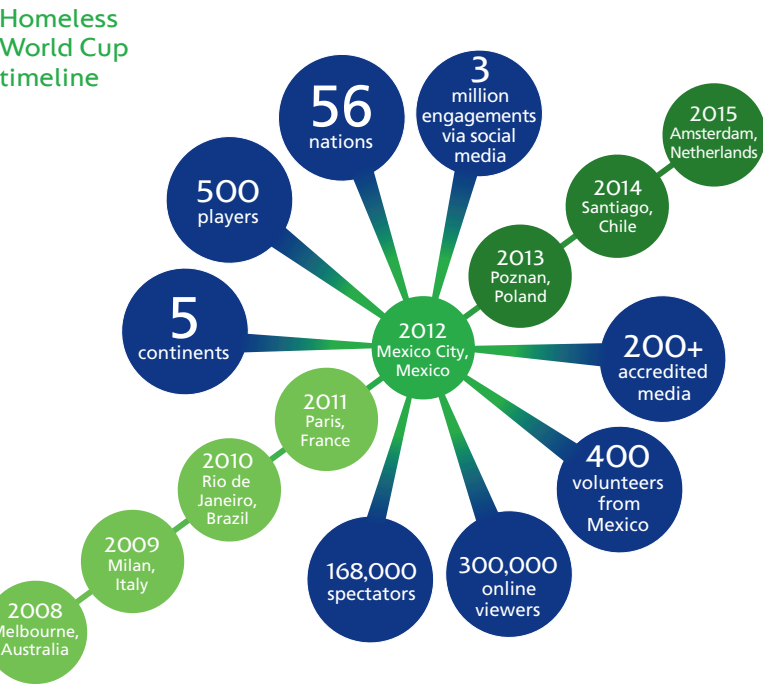 Homeless
World Cup
timeline
56
nations
3
million
engagements
via social
media
2015
Amsterdam,
Netherlands
500
players
2014
Santiago,
Chile
2013
Poznan,
Poland
5
continents
2012
Mexico City,
Mexico
200+
accredited
media
2011
Paris,
France
400
volunteers
from
Mexico
2010
Rio de
Janeiro,
Brazil
2009
Milan,
Italy
168,000
spectators
300,000
online
viewers
2008
Melbourne,
Australia